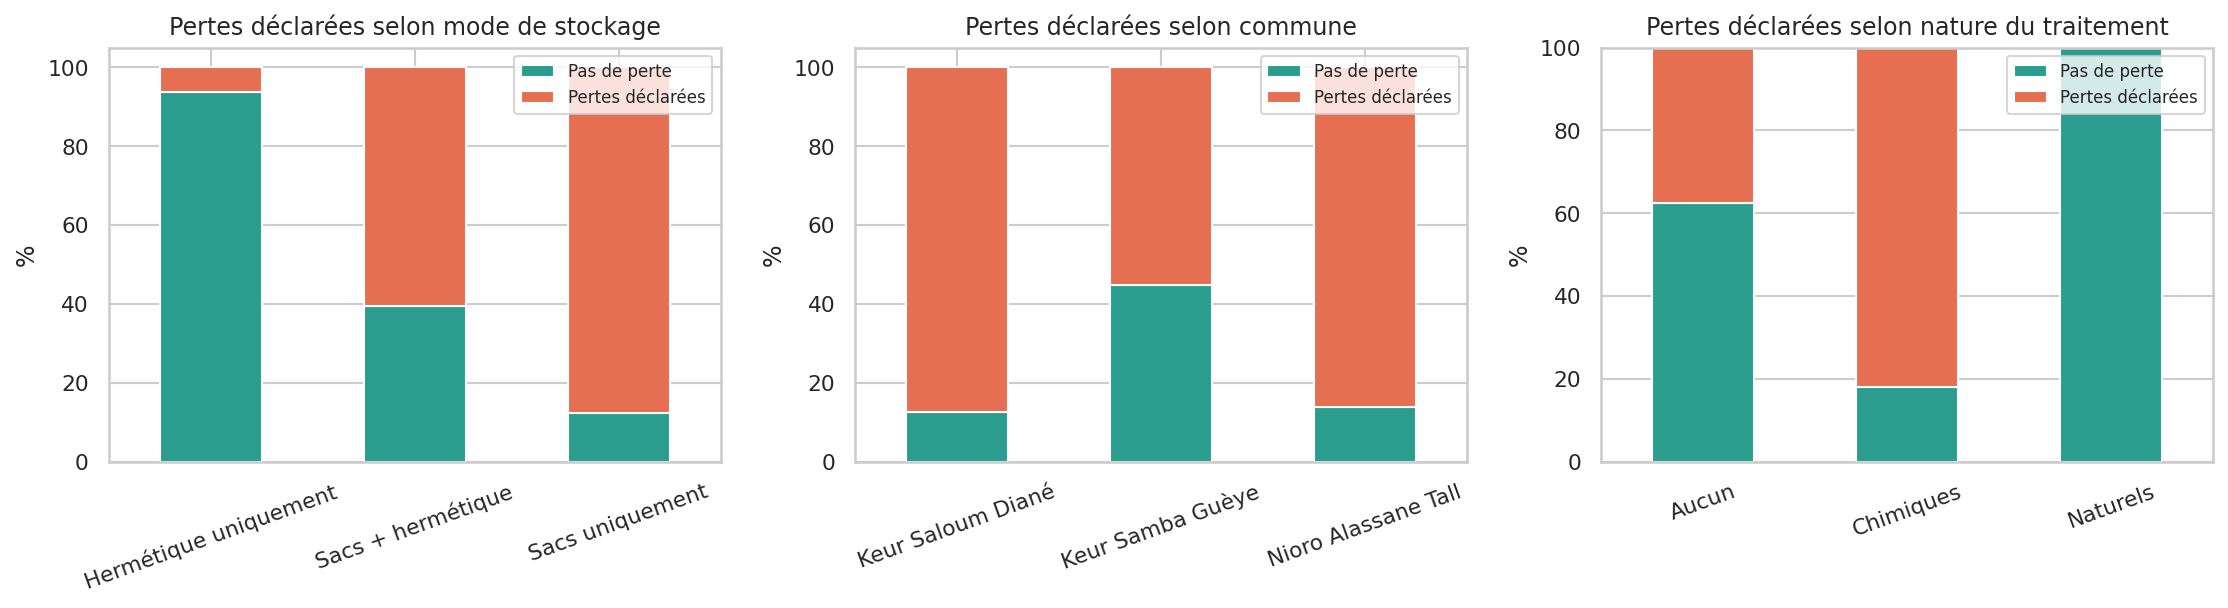 Pertes déclarées selon mode de stockage
Pas de perte
Pertes déclarées
100
80
60
40
20
0
%
Hermétique uniquement
Sacs + hermétique
Sacs uniquement
Pertes déclarées selon commune
Pas de perte
Pertes déclarées
100
80
60
40
20
0
%
Keur Saloum Diané
Keur Samba Guèye
Nioro Alassane Tall
Pertes déclarées selon nature du traitement
Pas de perte
Pertes déclarées
100
80
60
40
20
0
%
Aucun
Chimiques
Naturels